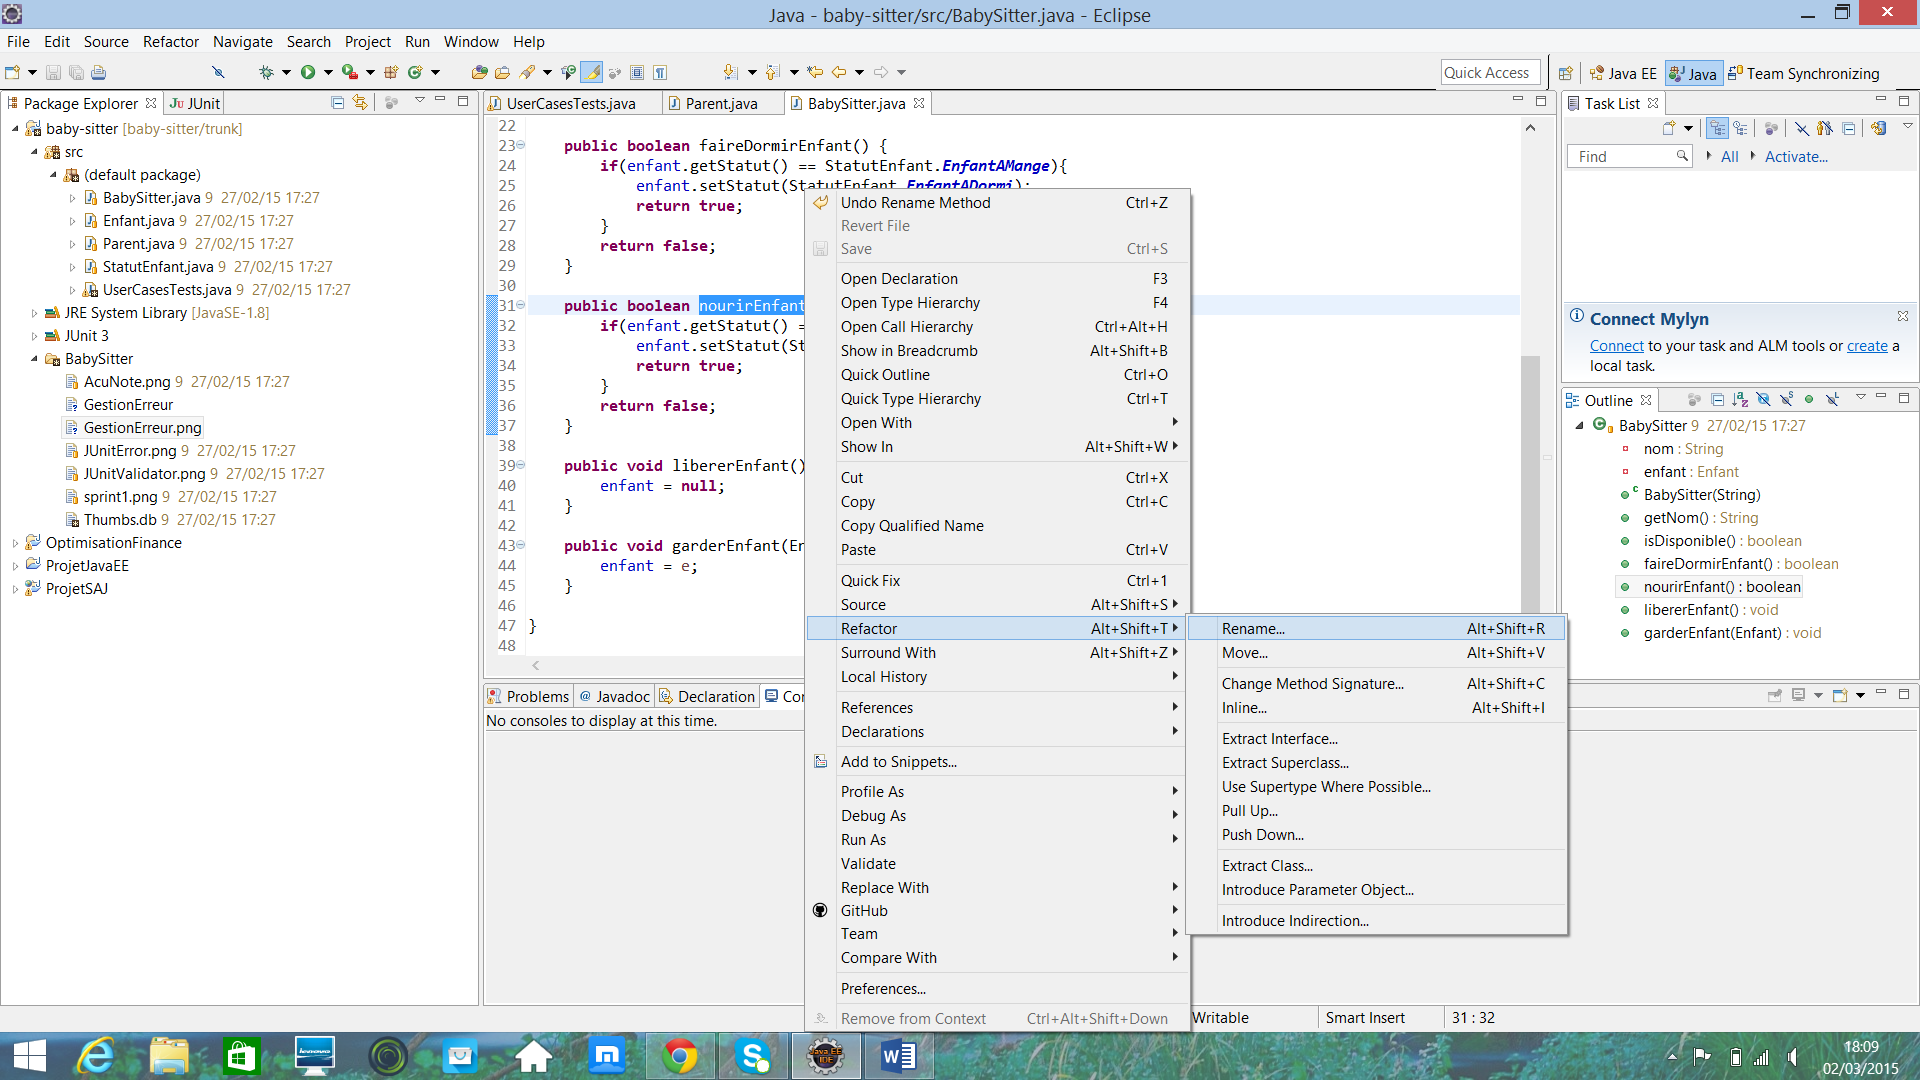 Java - baby-sitter/src/BabySitter.java - Eclipse
File Edit Source Refactor Navigate Search Project Run Window Help
Quick Access
Java EE
Java
Team Synchronizing
Package Explorer
JUnit
baby-sitter [baby-sitter/trunk]
src
(default package)
BabySitter.java 9 27/02/15 17:27
Enfant.java 9 27/02/15 17:27
Parent.java 9 27/02/15 17:27
StatutEnfant.java 9 27/02/15 17:27
UserCasesTests.java 9 27/02/15 17:27
JRE System Library [JavaSE-1.8]
JUnit 3
BabySitter
AcuNote.png 9 27/02/15 17:27
GestionErreur
GestionErreur.png
JUnitError.png 9 27/02/15 17:27
JUnitValidator.png 9 27/02/15 17:27
sprint1.png 9 27/02/15 17:27
Thumbs.db 9 27/02/15 17:27
OptimisationFinance
ProjetJavaEE
ProjetSAJ
UserCasesTests.java
Parent.java
BabySitter.java
22
23 public boolean faireDormirEnfant() {
24 if(enfant.getStatut() == StatutEnfant.EnfantAMange){
25 enfant.setStatut(StatutEnfant.EnfantADormi);
26 return true;
27 }
28 return false;
29 }
30
31 public boolean nourirEnfant
32 if(enfant.getStatut() =
33 enfant.setStatut(St
34 return true;
35 }
36 return false;
37 }
38
39 public void libererEnfant()
40 enfant = null;
41 }
42
43 public void garderEnfant(En
44 enfant = e;
45 }
46
47 }
48
Undo Rename Method Ctrl+Z
Revert File
Save Ctrl+S
Open Declaration F3
Open Type Hierarchy F4
Open Call Hierarchy Ctrl+Alt+H
Show in Breadcrumb Alt+Shift+B
Quick Outline Ctrl+O
Quick Type Hierarchy Ctrl+T
Open With
Show In Alt+Shift+W
Cut Ctrl+X
Copy Ctrl+C
Copy Qualified Name
Paste Ctrl+V
Quick Fix Ctrl+1
Source Alt+Shift+S
Refactor Alt+Shift+T
Surround With Alt+Shift+Z
Local History
References
Declarations
Add to Snippets...
Profile As
Debug As
Run As
Validate
Replace With
GitHub
Team
Compare With
Preferences...
Remove from Context Ctrl+Alt+Shift+Down
Rename... Alt+Shift+R
Move... Alt+Shift+V
Change Method Signature... Alt+Shift+C
Inline... Alt+Shift+I
Extract Interface...
Extract Superclass...
Use Supertype Where Possible...
Pull Up...
Push Down...
Extract Class...
Introduce Parameter Object...
Introduce Indirection...
Problems
@ Javadoc
Declaration
Con
No consoles to display at this time.
Task List
Find
All
Activate...
Connect Mylyn
Connect to your task and ALM tools or create a
local task.
Outline
BabySitter 9 27/02/15 17:27
nom : String
enfant : Enfant
BabySitter(String)
getNom() : String
isDisponible() : boolean
faireDormirEnfant() : boolean
nourirEnfant() : boolean
libererEnfant() : void
garderEnfant(Enfant) : void
Writable
Smart Insert
31 : 32
Java EE
IDE
18:09
02/03/2015